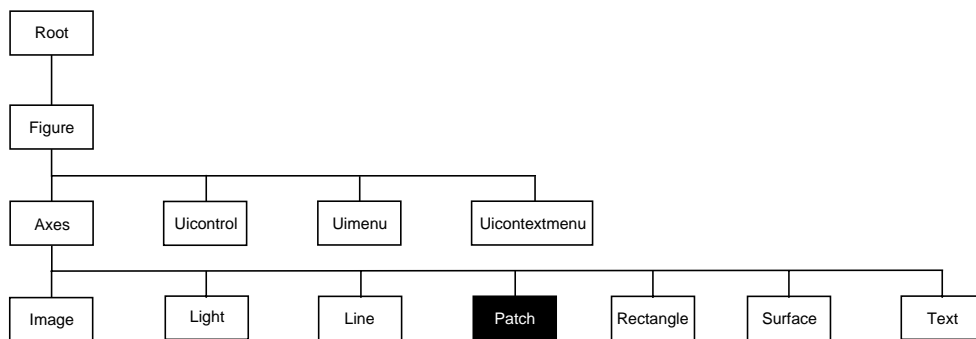 Root
Figure
Axes
Uicontrol
Uimenu
Uicontextmenu
Image
Light
Line
Patch
Rectangle
Surface
Text